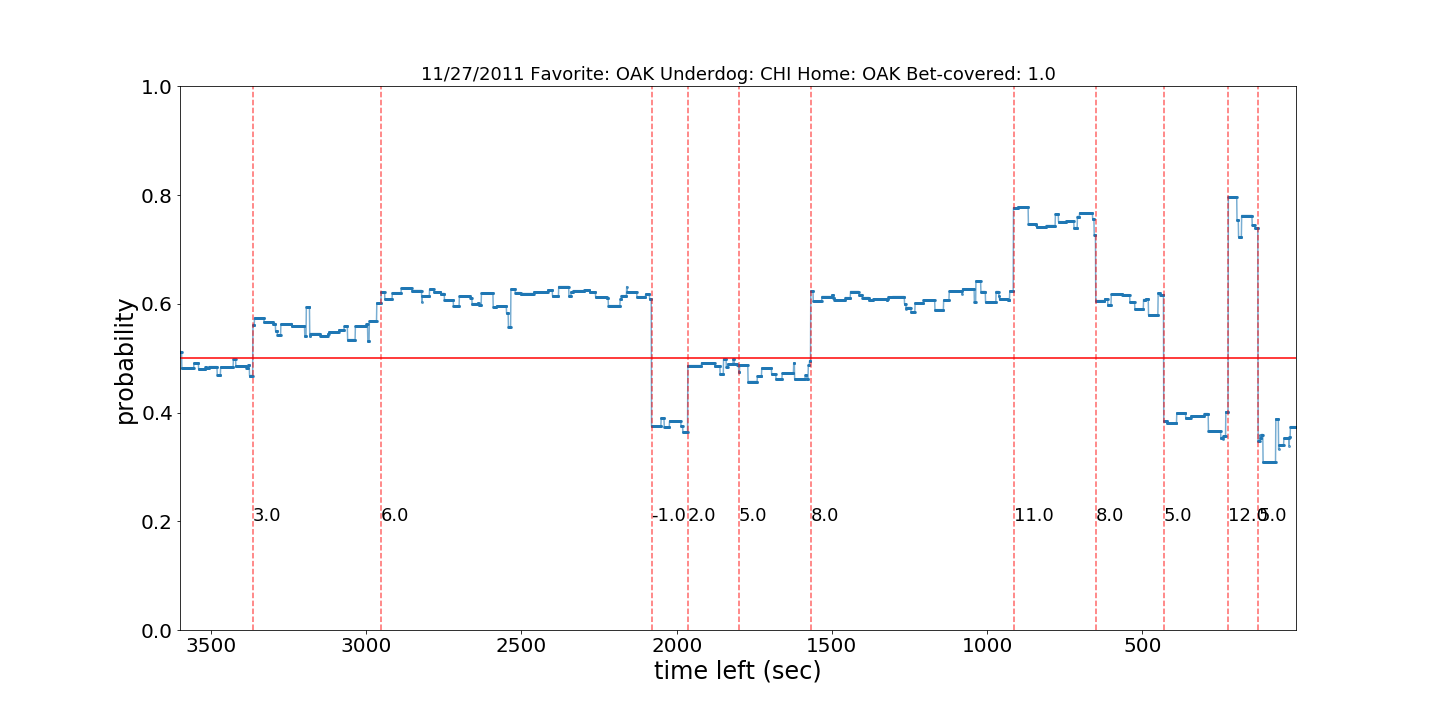 11/27/2011 Favorite: OAK Underdog: CHI Home: OAK Bet-covered: 1.0
1.0
0.8
0.6
0.4
0.2
0.0
probability
3.0 6.0 -1.0 2.0 5.0 8.0 11.0 8.0 5.0 12.0 5.0
3500 3000 2500 2000 1500 1000 500
time left (sec)